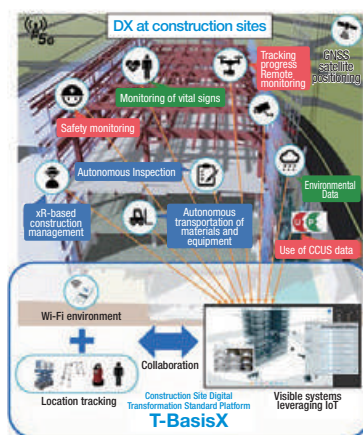 DX at construction sites
5G
GNSS
satellite
positioning
Tracking
progress
Remote
monitoring
Monitoring of vital signs
Safety monitoring
Autonomous Inspection
Environmental
Data
xR-based
construction
management
Autonomous
transportation of
materials and
equipment
Use of CCUS data
Wi-Fi environment
Location tracking
Collaboration
Visible systems
leveraging IoT
Construction Site Digital
Transformation Standard Platform
T-BasisX